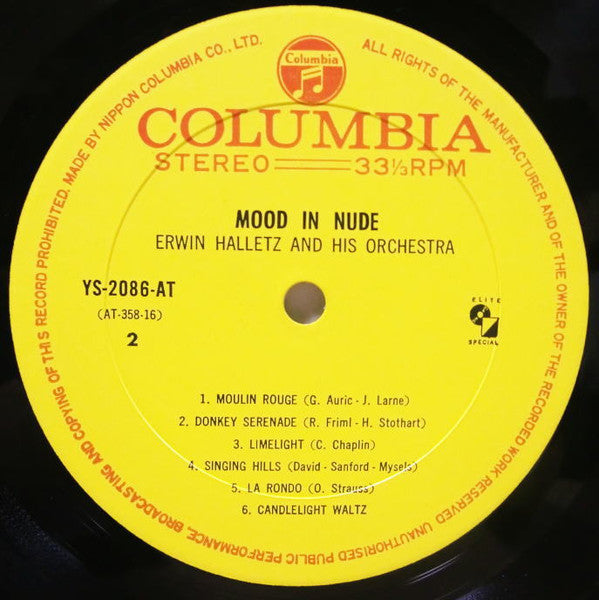 Columbia
COLUMBIA
STEREO 33⅓RPM
MOOD IN NUDE
ERWIN HALLETZ AND HIS ORCHESTRA
YS-2086-AT
(AT-358-16)
2
ELITE
SPECIAL
1. MOULIN ROUGE (G. Auric - J. Larne)
2. DONKEY SERENADE (R. Friml - H. Stothart)
3. LIMELIGHT (C. Chaplin)
4. SINGING HILLS (David - Sanford - Mysels)
5. LA RONDO (O. Strauss)
6. CANDLELIGHT WALTZ
ALL RIGHTS OF THE MANUFACTURER AND OF THE OWNER OF THE RECORDED WORK RESERVED UNAUTHORISED PUBLIC PERFORMANCE, BROADCASTING AND COPYING OF THIS RECORD PROHIBITED. MADE BY NIPPON COLUMBIA CO., LTD.